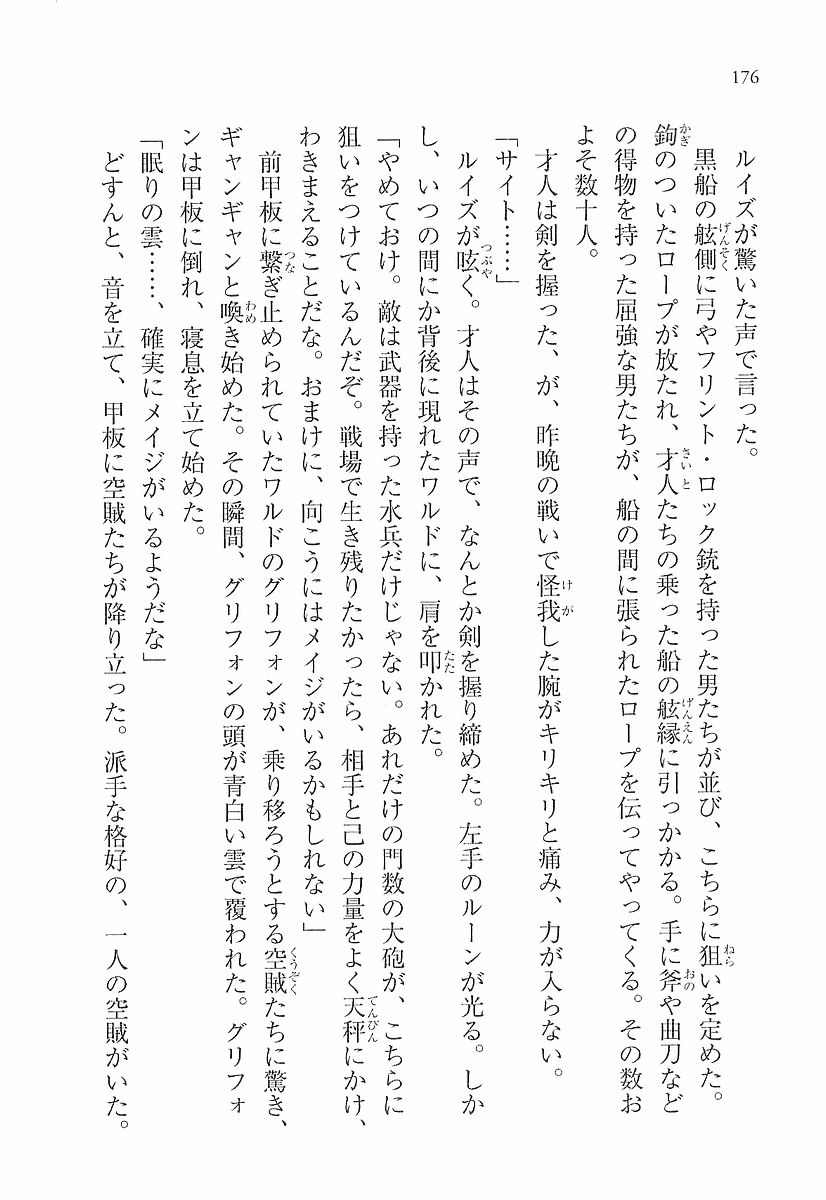 176
ルイズが驚いた声で言った。
黒船の舷側に弓やフリント・ロック銃を持った男たちが並び、こちらに狙いを定めた。
鉤のついたロープが放たれ、才人たちの乗った船の舷縁に引っかかる。手に斧や曲刀など
の得物を持った屈強な男たちが、船の間に張られたロープを伝ってやってくる。その数お
よそ数十人。
才人は剣を握った、が、昨晩の戦いで怪我した腕がキリキリと痛み、力が入らない。
「サイト……」
ルイズが呟く。才人はその声で、なんとか剣を握り締めた。左手のルーンが光る。しか
し、いつの間にか背後に現れたワルドに、肩を叩かれた。
「やめておけ。敵は武器を持った水兵だけじゃない。あれだけの門数の大砲が、こちらに
狙いをつけているんだぞ。戦場で生き残りたかったら、相手と己の力量をよく天秤にかけ、
わきまえることだな。おまけに、向こうにはメイジがいるかもしれない」
前甲板に繋ぎ止められていたワルドのグリフォンが、乗り移ろうとする空賊たちに驚き、
ギャンギャンと喚き始めた。その瞬間、グリフォンの頭が青白い雲で覆われた。グリフォ
ンは甲板に倒れ、寝息を立て始めた。
「眠りの雲……、確実にメイジがいるようだな」
どすんと、音を立て、甲板に空賊たちが降り立った。派手な格好の、一人の空賊がいた。